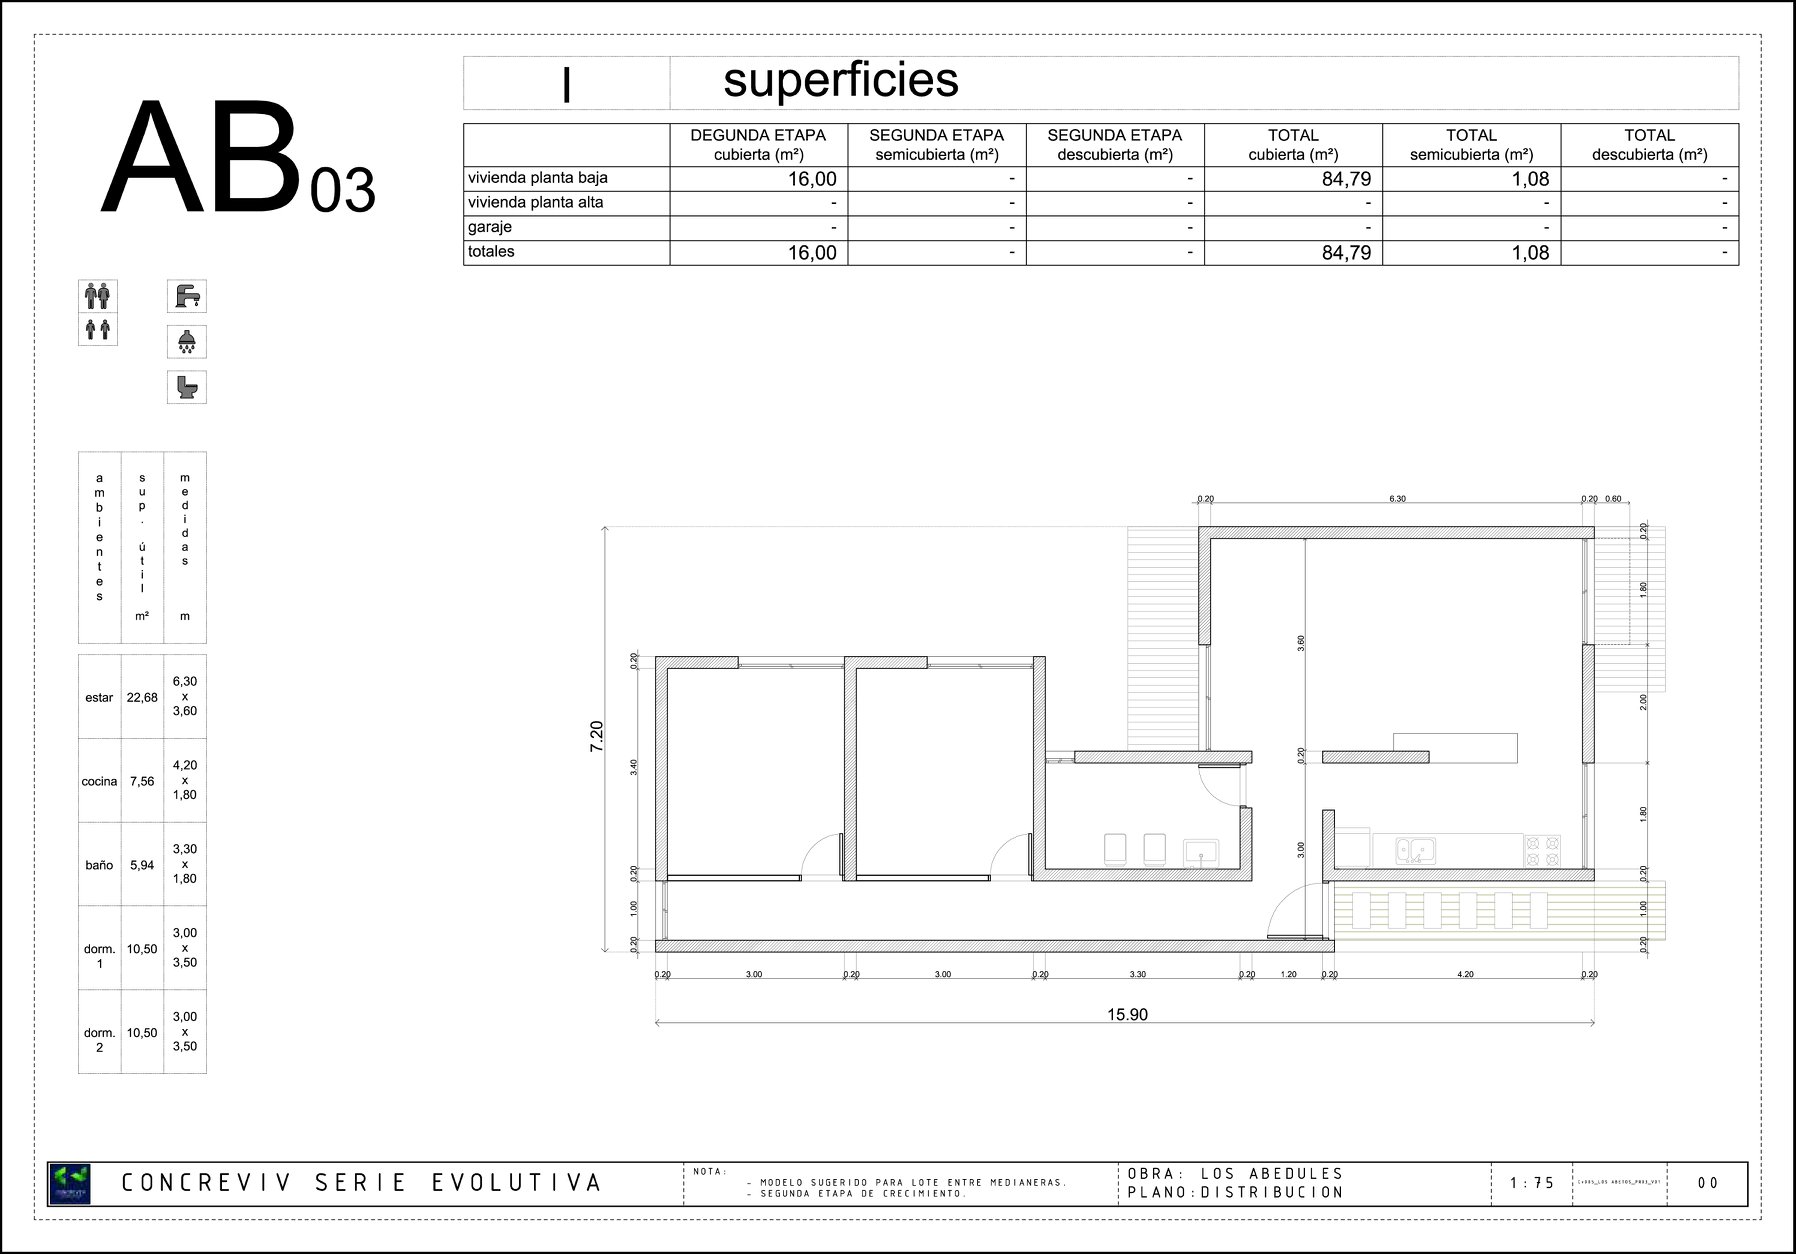 AB03
I superficies
DEGUNDA ETAPA SEGUNDA ETAPA SEGUNDA ETAPA TOTAL TOTAL TOTAL
cubierta (m²) semicubierta (m²) descubierta (m²) cubierta (m²) semicubierta (m²) descubierta (m²)
vivienda planta baja 16,00 - - 84,79 1,08 -
vivienda planta alta - - - - - -
garaje - - - - - -
totales 16,00 - - 84,79 1,08 -
ambientes sup. útil m² medidas m
estar 22,68 6,30 x 3,60
cocina 7,56 4,20 x 1,80
baño 5,94 3,30 x 1,80
dorm. 1 10,50 3,00 x 3,50
dorm. 2 10,50 3,00 x 3,50
0.20 6.30 0.20 0.60
7.20
0.20 3.40 0.20 1.00 0.20
3.60 0.20 3.00
0.20 1.80 2.00 1.80 0.20 1.00 0.20
0.20 3.00 0.20 3.00 0.20 3.30 0.20 1.20 0.20 4.20 0.20
15.90
CONCREVIV SERIE EVOLUTIVA
NOTA:
- MODELO SUGERIDO PARA LOTE ENTRE MEDIANERAS.
- SEGUNDA ETAPA DE CRECIMIENTO.
OBRA: LOS ABEDULES
PLANO:DISTRIBUCION
1:75
00